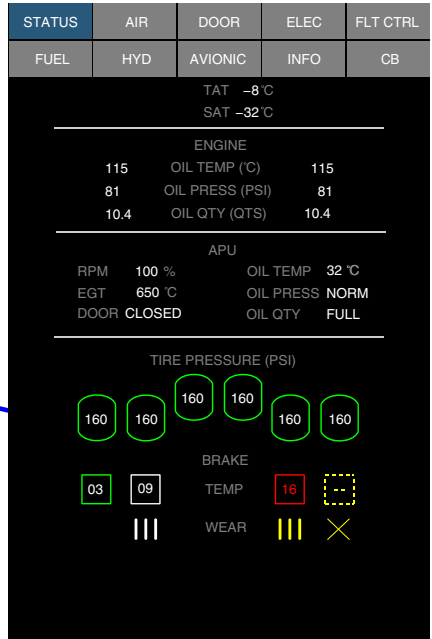 STATUS AIR DOOR ELEC FLT CTRL
FUEL HYD AVIONIC INFO CB
TAT –8℃
SAT –32℃
ENGINE
115 OIL TEMP (℃) 115
81 OIL PRESS (PSI) 81
10.4 OIL QTY (QTS) 10.4
APU
RPM 100 % OIL TEMP 32 ℃
EGT 650 ℃ OIL PRESS NORM
DOOR CLOSED OIL QTY FULL
TIRE PRESSURE (PSI)
160 160 160 160 160 160
BRAKE
03 09 TEMP 16 --
WEAR